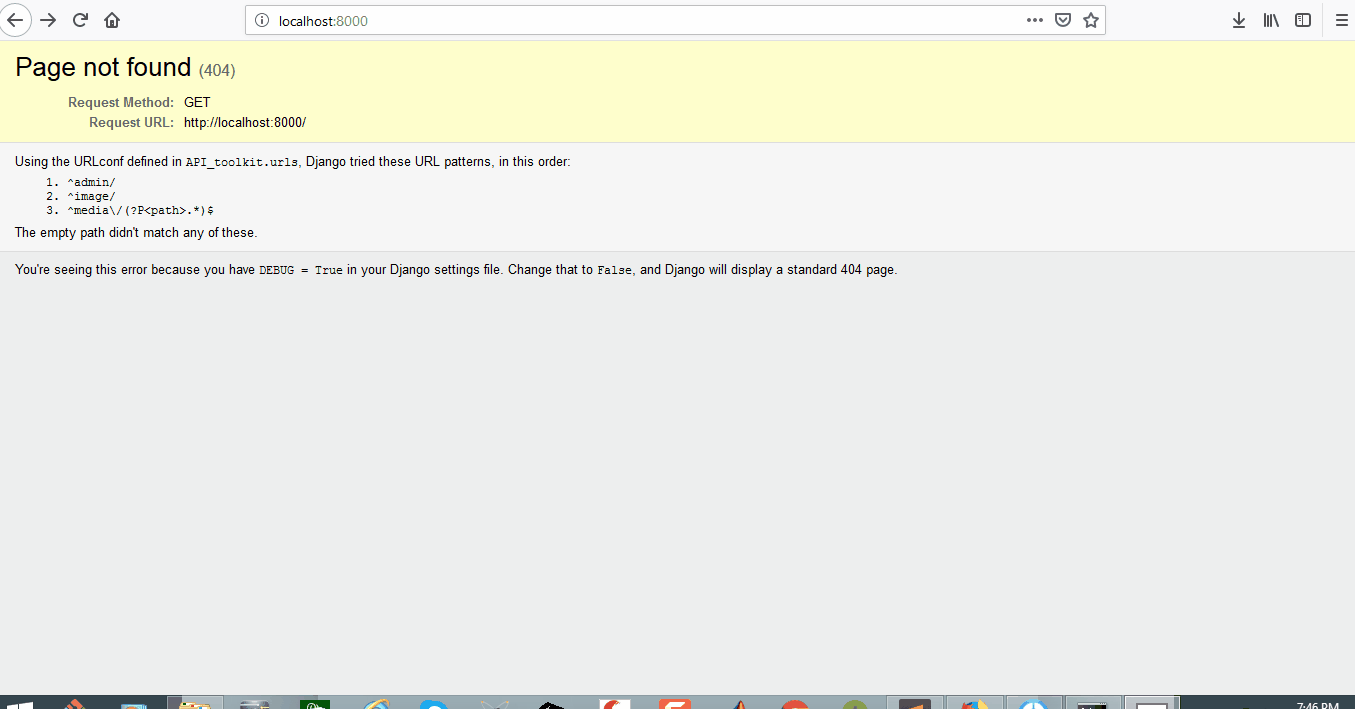 localhost:8000
Page not found (404)
Request Method: GET
Request URL: http://localhost:8000/
Using the URLconf defined in API_toolkit.urls, Django tried these URL patterns, in this order:
1. ^admin/
2. ^image/
3. ^media\/(?P<path>.*)$
The empty path didn't match any of these.
You're seeing this error because you have DEBUG = True in your Django settings file. Change that to False, and Django will display a standard 404 page.
7:46 PM